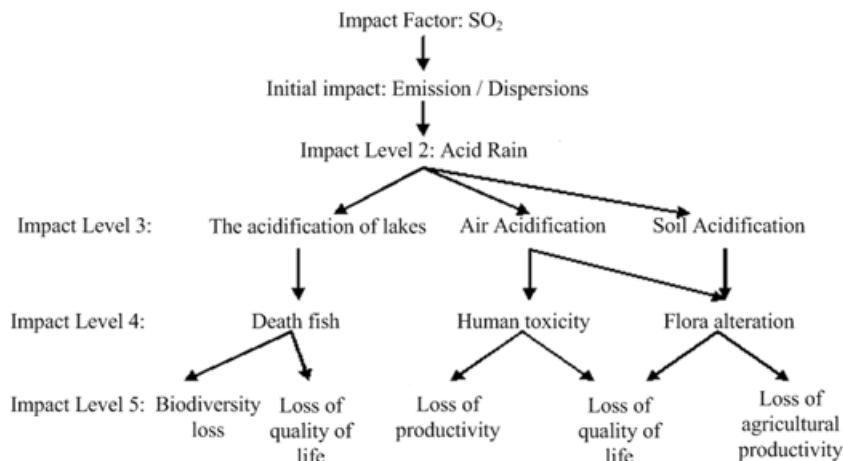 Impact Factor: SO₂
Initial impact: Emission / Dispersions
Impact Level 2: Acid Rain
Impact Level 3: The acidification of lakes Air Acidification Soil Acidification
Impact Level 4: Death fish Human toxicity Flora alteration
Impact Level 5: Biodiversity loss
Loss of quality of life
Loss of productivity
Loss of quality of life
Loss of agricultural productivity